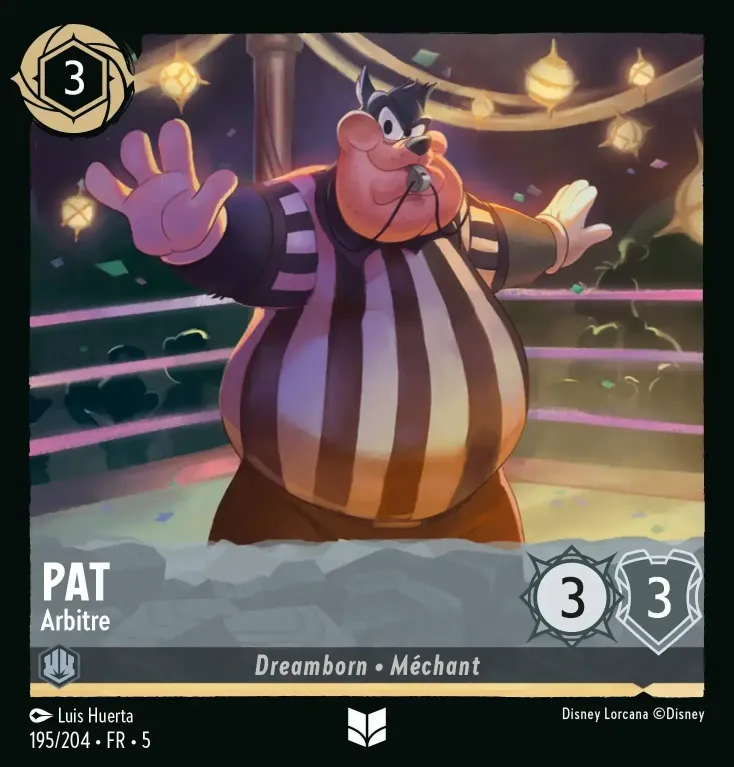 3
PAT
Arbitre
3
3
Dreamborn • Méchant
Luis Huerta
Disney Lorcana ©Disney
195/204 • FR • 5